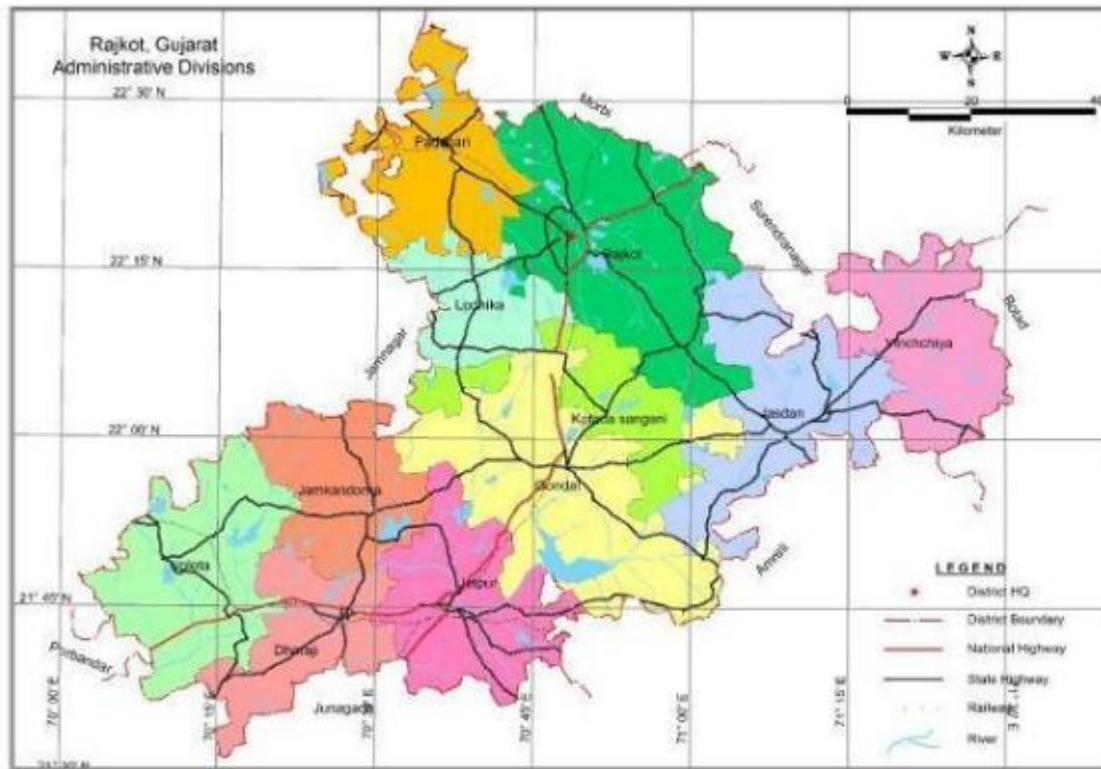 Rajkot, Gujarat
Administrative Divisions
N
W E
S
22° 30' N
0 20 40
Kilometer
Morbi
Padhari
Surendranagar
Rajkot
22° 15' N
Lodhika
Botad
Jamnagar
Vinchchiya
Kotada sangani
Jasdan
22° 00' N
Gondal
Jamkandorna
Amreli
Upleta
Jetpur
21° 45' N
Dhoraji
Porbandar
Junagadh
70° 00' E
70° 15' E
70° 30' E
70° 45' E
71° 00' E
71° 15' E
LEGEND
District HQ
District Boundary
National Highway
State Highway
Railway
River